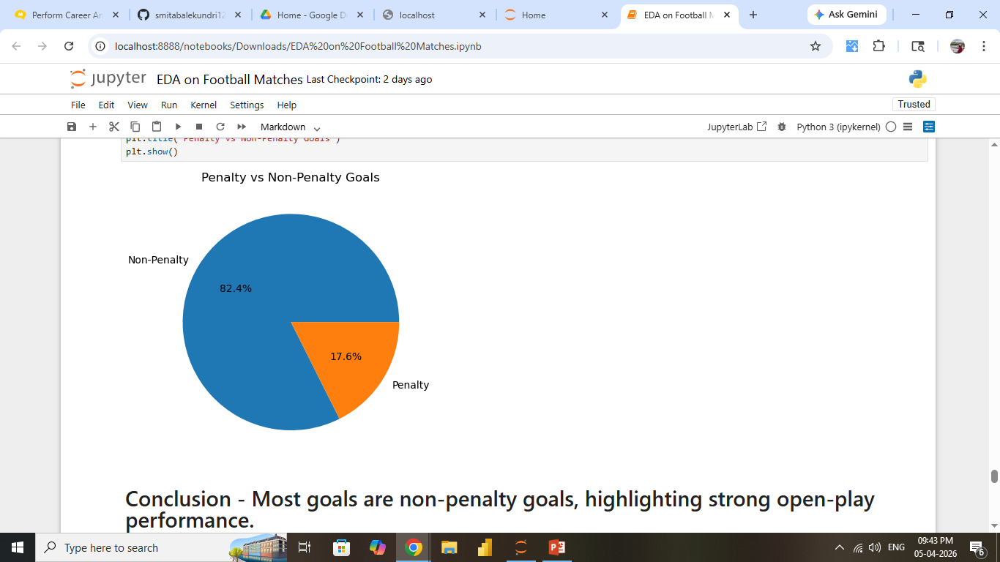 Perform Career An
smitabalekundri12
Home - Google D
localhost
Home
EDA on Football M
Ask Gemini
localhost:8888/notebooks/Downloads/EDA%20on%20Football%20Matches.ipynb
jupyter EDA on Football Matches Last Checkpoint: 2 days ago
File Edit View Run Kernel Settings Help
Trusted
Markdown
JupyterLab
Python 3 (ipykernel)
plt.title('Penalty vs Non-Penalty Goals')
plt.show()
Penalty vs Non-Penalty Goals
Non-Penalty
82.4%
17.6%
Penalty
Conclusion - Most goals are non-penalty goals, highlighting strong open-play
performance.
Type here to search
ENG
09:43 PM
05-04-2026
6